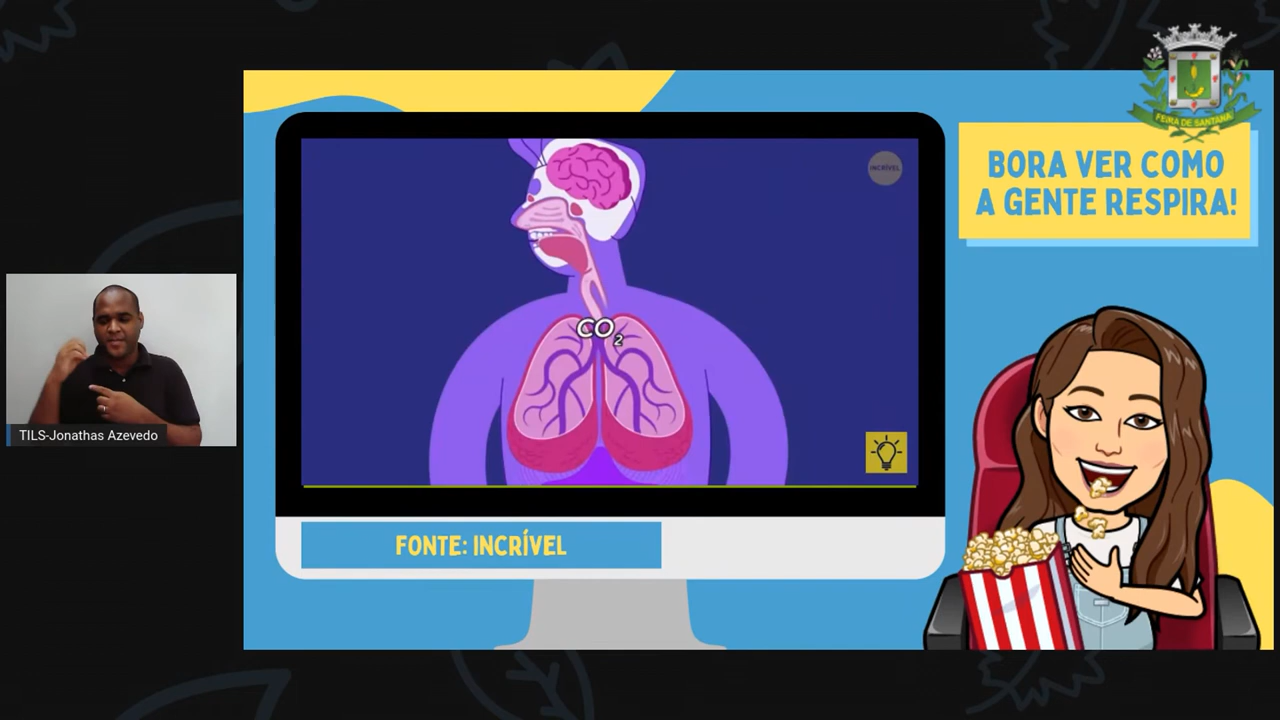 FEIRA DE SANTANA
BORA VER COMO
A GENTE RESPIRA!
INCRÍVEL
CO2
TILS-Jonathas Azevedo
FONTE: INCRÍVEL